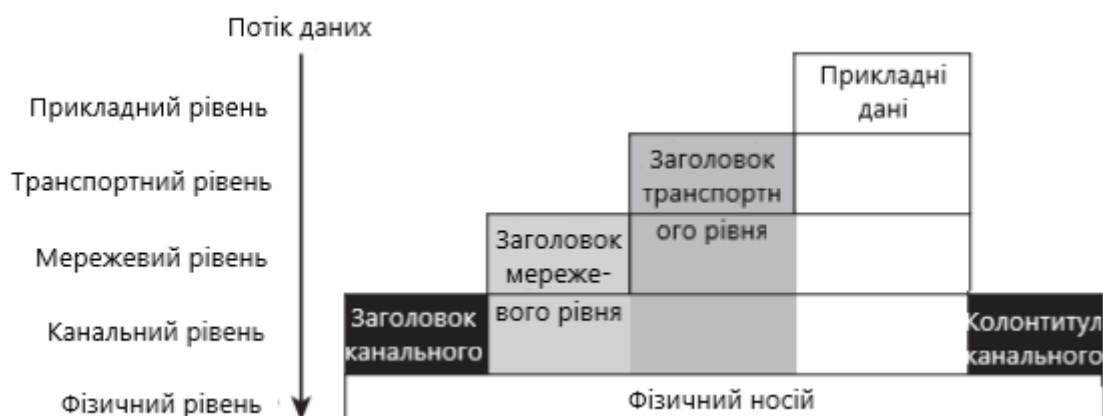 Потік даних
Прикладний рівень
Прикладні
дані
Транспортний рівень
Заголовок
транспортн
ого рівня
Мережевий рівень
Заголовок
мереже-
вого рівня
Канальний рівень
Заголовок
канального
Колонтитул
канального
Фізичний рівень
Фізичний носій